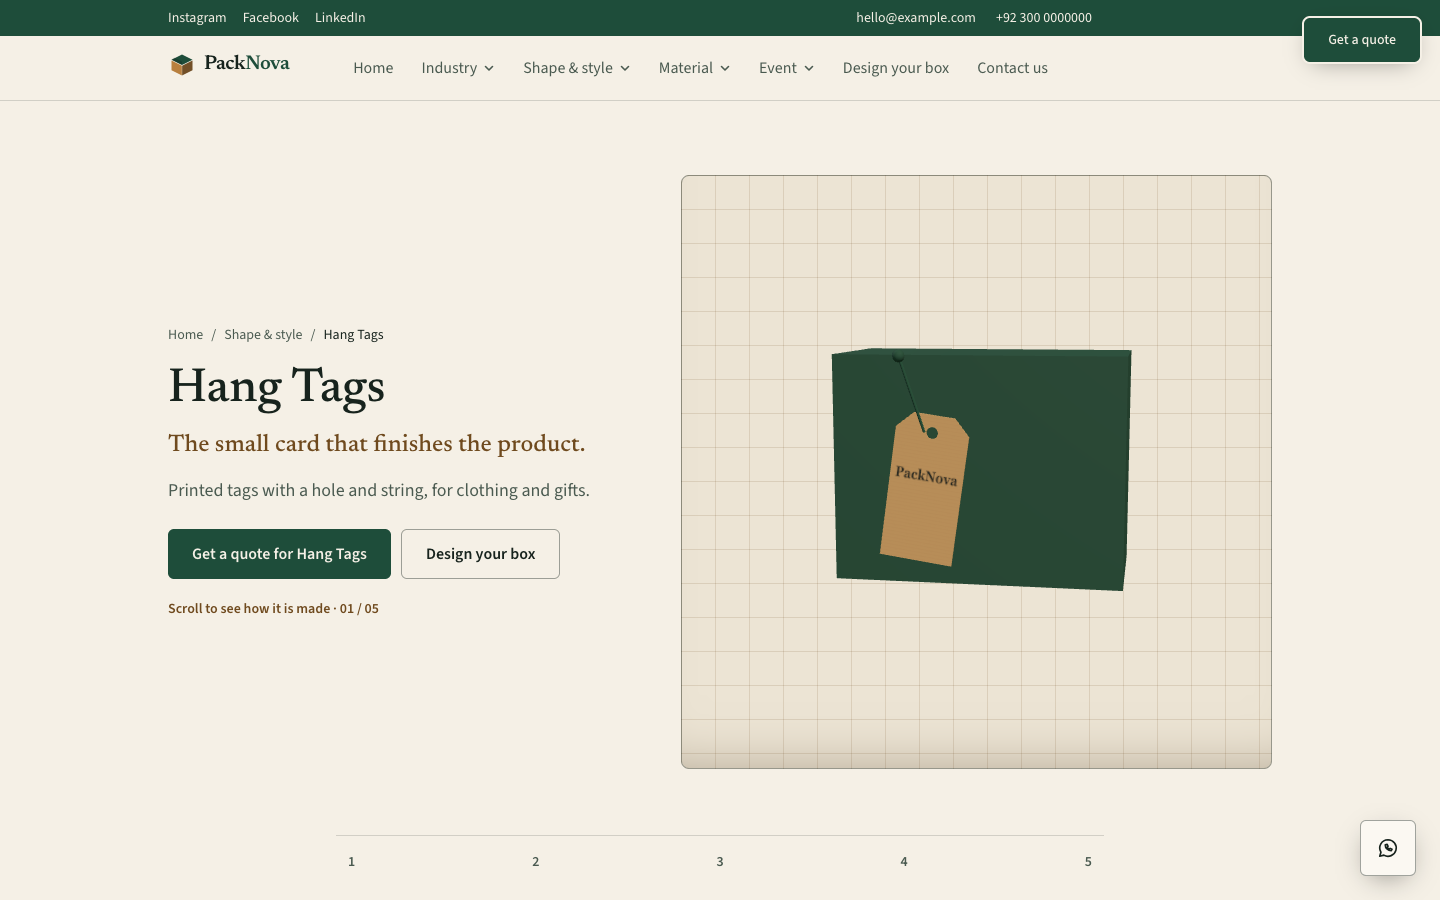 Instagram Facebook LinkedIn hello@example.com +92 300 0000000
Get a quote
PackNova Home Industry Shape & style Material Event Design your box Contact us
Home / Shape & style / Hang Tags
Hang Tags
The small card that finishes the product.
Printed tags with a hole and string, for clothing and gifts.
Get a quote for Hang Tags Design your box
Scroll to see how it is made · 01 / 05
PackNova
1 2 3 4 5